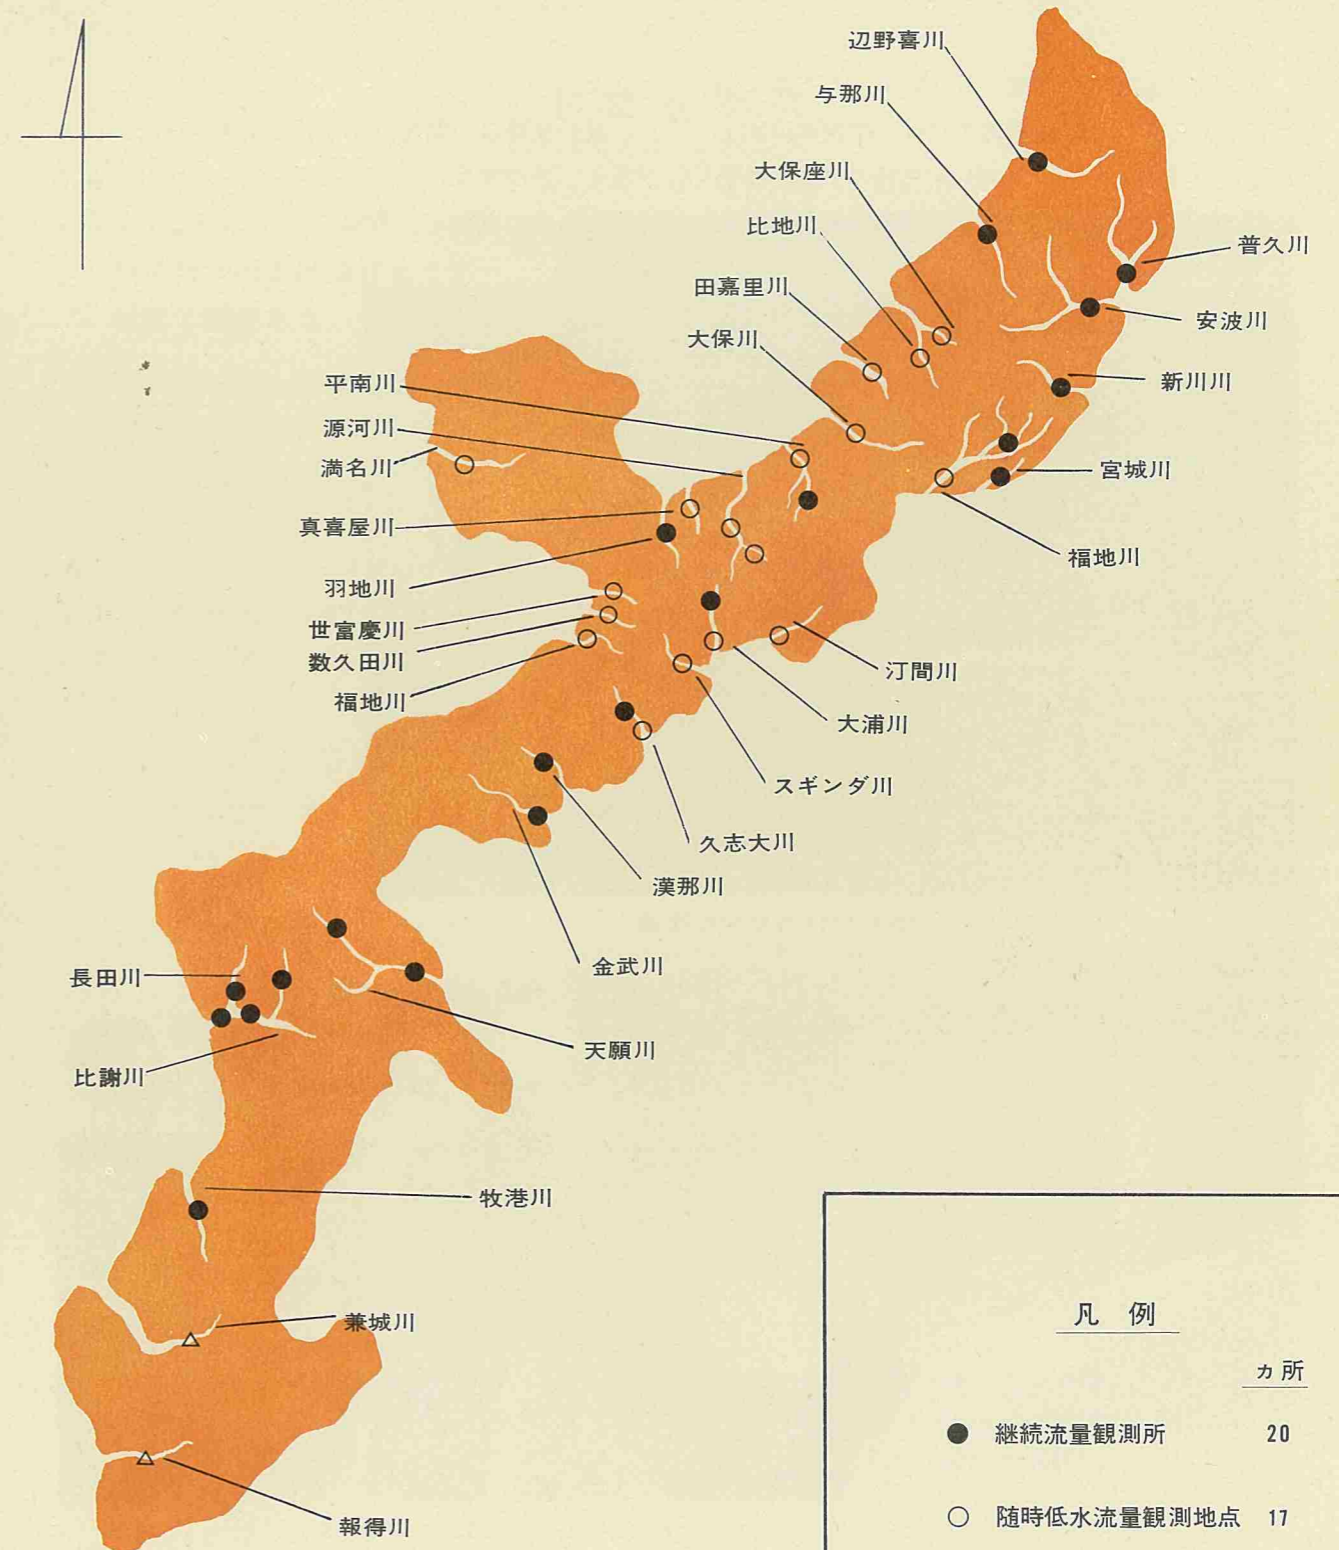 辺野喜川
与那川
大保座川
比地川
田嘉里川
大保川
普久川
安波川
新川川
宮城川
福地川
平南川
源河川
満名川
真喜屋川
羽地川
世富慶川
数久田川
福地川
汀間川
大浦川
スギンダ川
久志大川
漢那川
金武川
長田川
天願川
比謝川
牧港川
兼城川
報得川
凡 例
カ所
継続流量観測所 20
随時低水流量観測地点 17